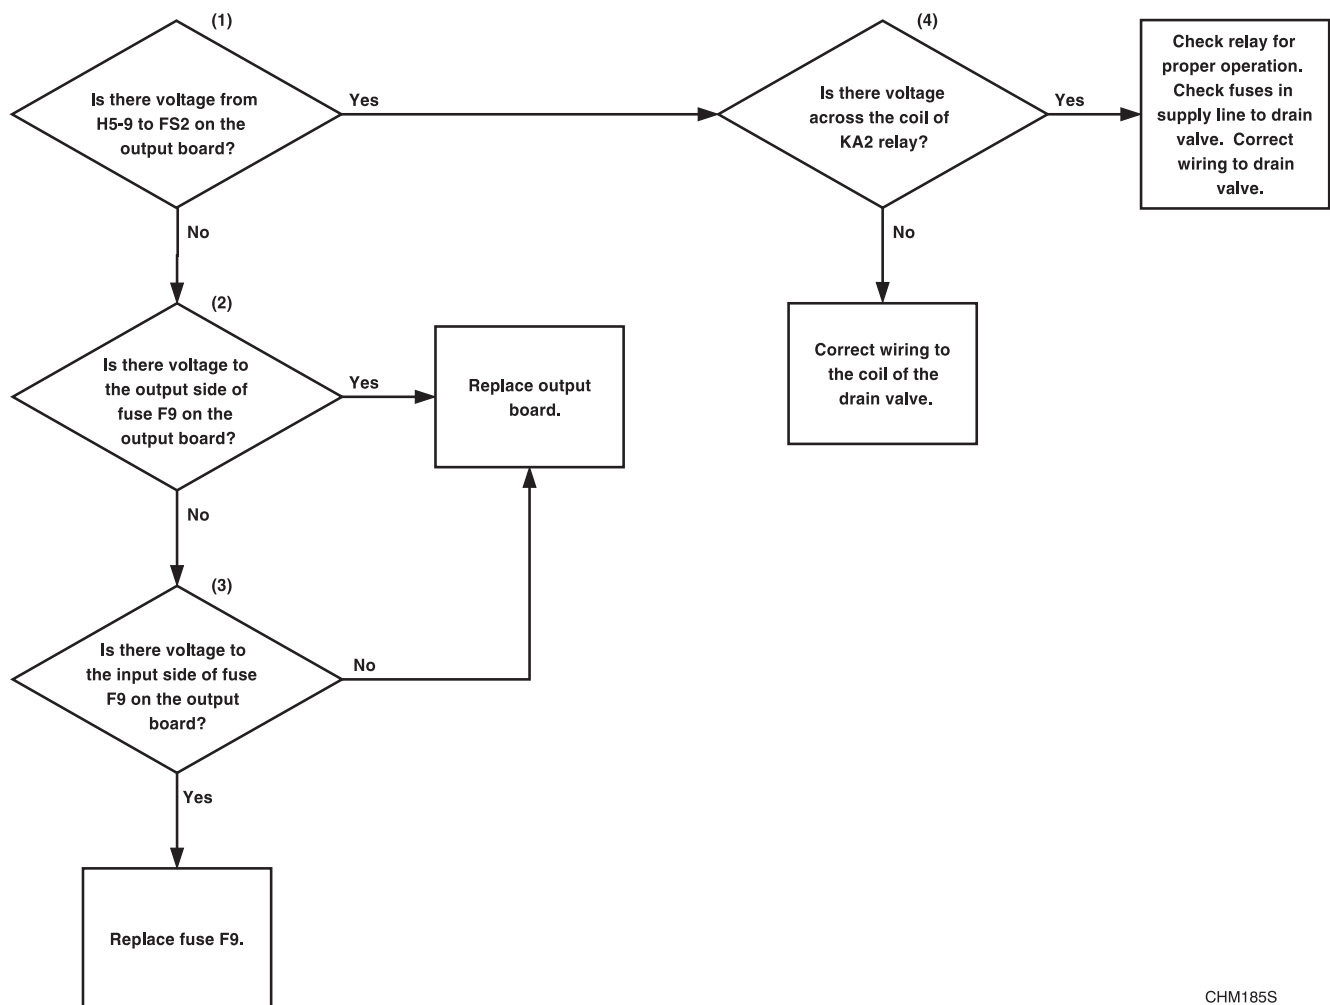 (1)
Is there voltage from
H5-9 to FS2 on the
output board?
Yes
(4)
Is there voltage
across the coil of
KA2 relay?
Yes
Check relay for
proper operation.
Check fuses in
supply line to drain
valve. Correct
wiring to drain
valve.
No
No
(2)
Is there voltage to
the output side of
fuse F9 on the
output board?
Yes
Replace output
board.
Correct wiring to
the coil of the
drain valve.
No
(3)
Is there voltage to
the input side of fuse
F9 on the output
board?
No
Yes
Replace fuse F9.
CHM185S